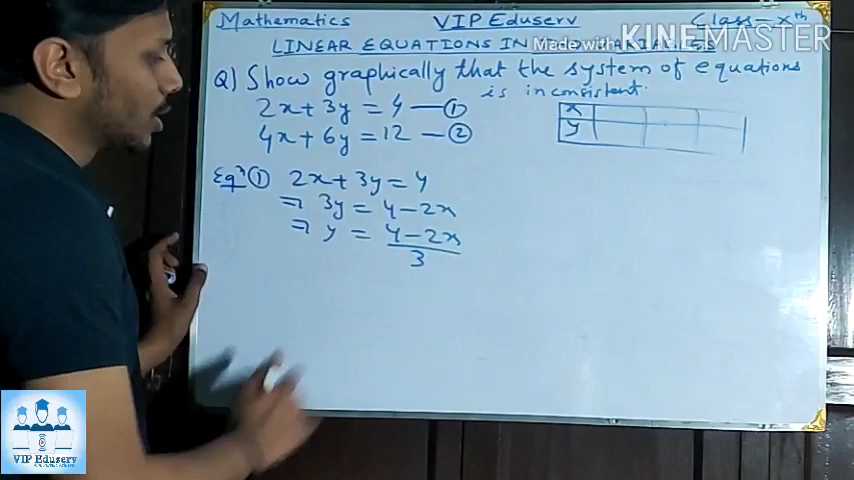 Mathematics VIP Eduserv Class-Xth
LINEAR EQUATIONS IN
Made with KINEMASTER
Q) Show graphically that the system of equations
is inconsistent.
2x+3y=4 — ①
4x+6y=12 — ②
x
y
Eqn ① 2x+3y=4
⇒ 3y = 4-2x
⇒ y = 4-2x
3
VIP Eduserv